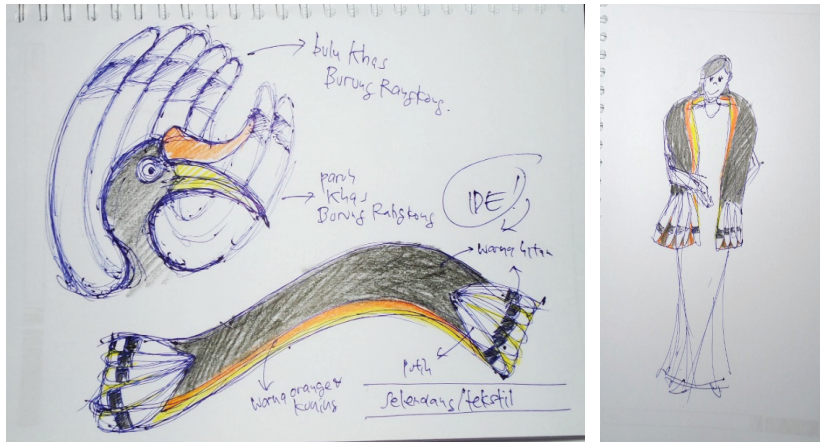 bulu khas
Burung Rangkong.
paruh
khas
Burung Rangkong
IDE!
warna hitam
putih
warna orange &
kuning
selendang/tekstil